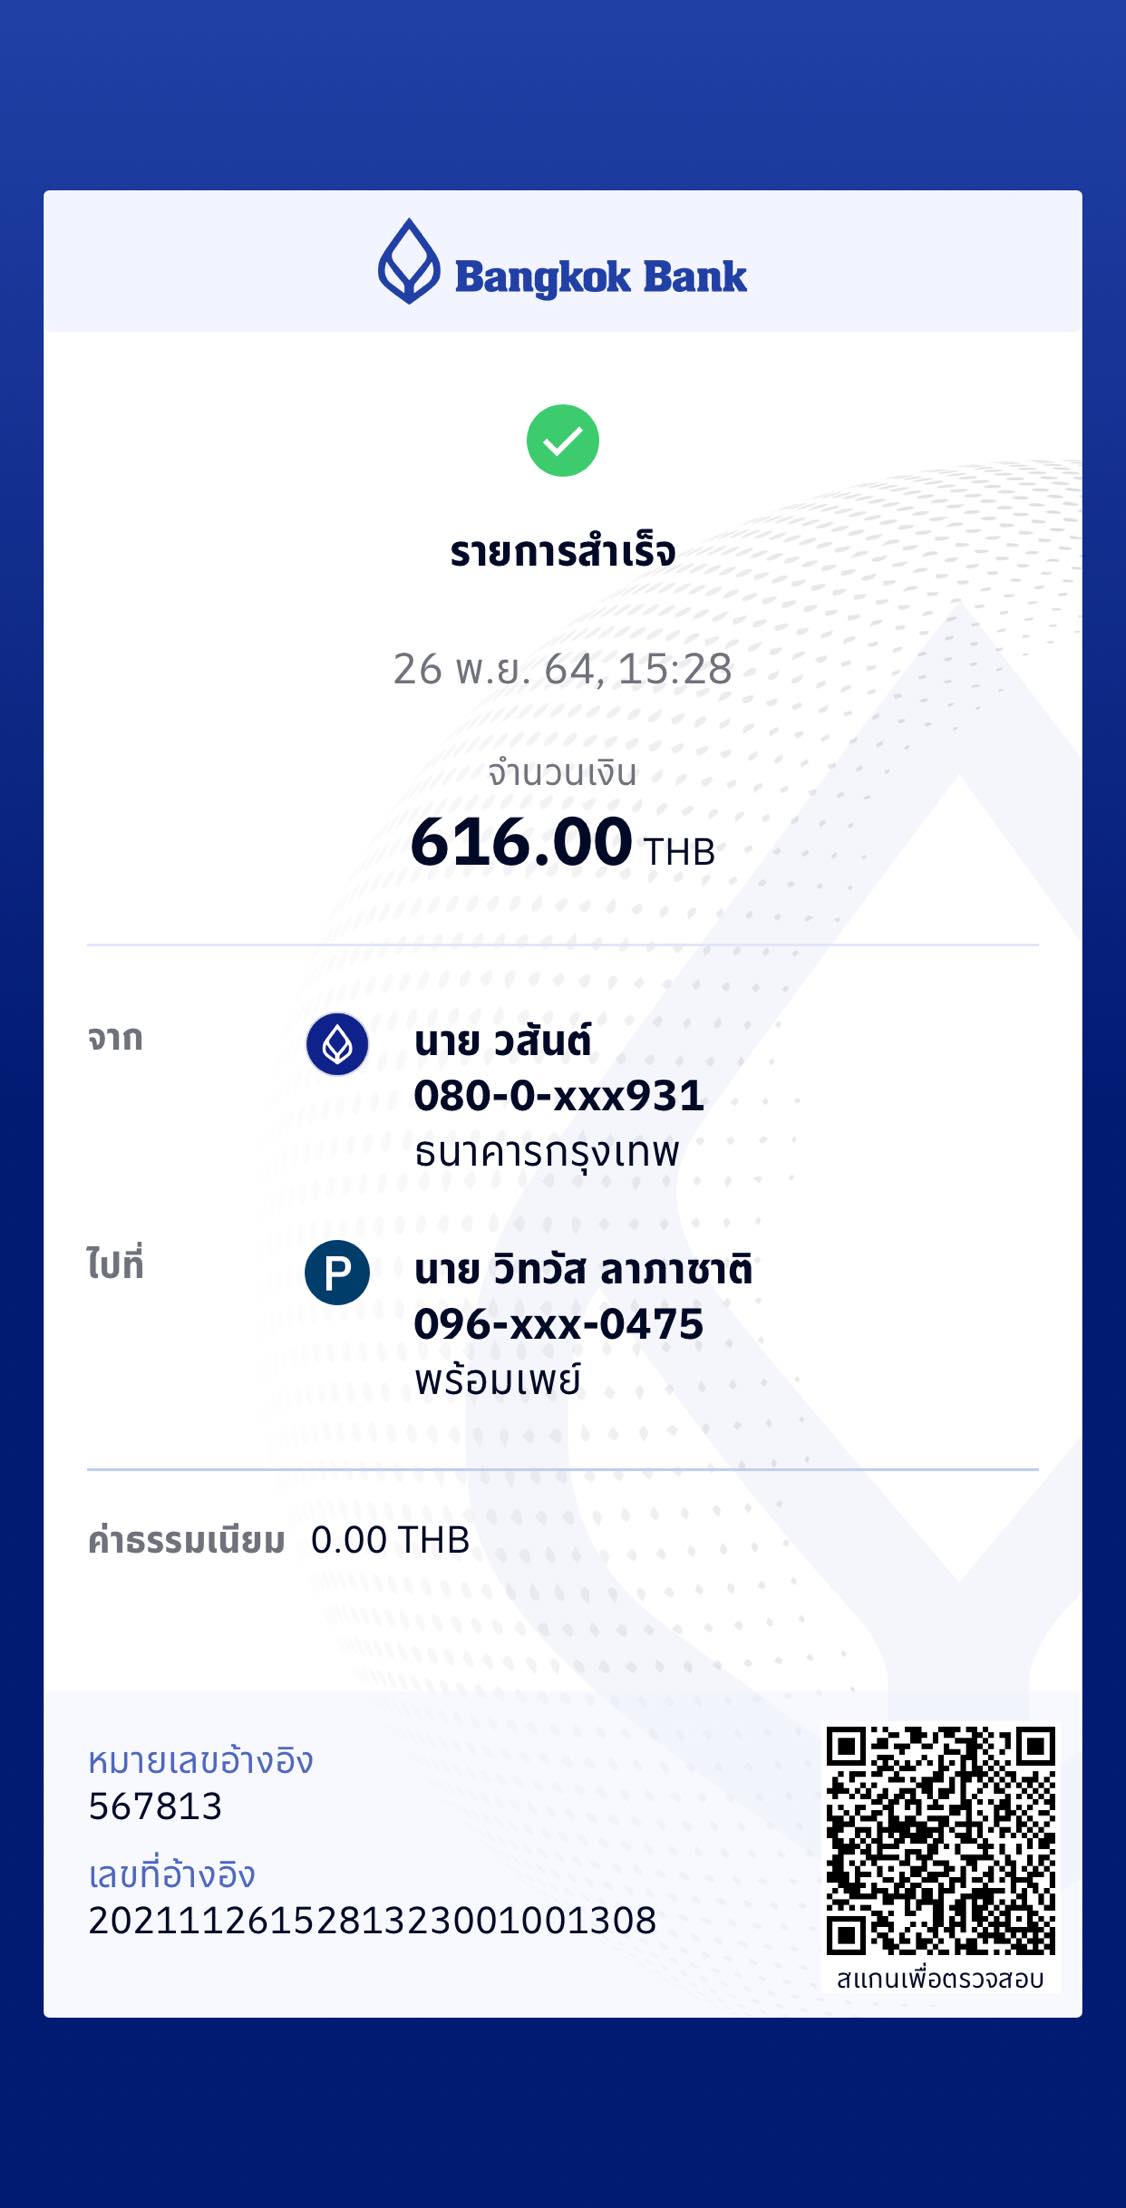 Bangkok Bank
รายการสำเร็จ
26 พ.ย. 64, 15:28
จำนวนเงิน
616.00 THB
จาก
นาย วสันต์
080-0-xxx931
ธนาคารกรุงเทพ
ไปที่
P
นาย วิทวัส ลาภาชาติ
096-xxx-0475
พร้อมเพย์
ค่าธรรมเนียม 0.00 THB
หมายเลขอ้างอิง
567813
เลขที่อ้างอิง
2021112615281323001001308
สแกนเพื่อตรวจสอบ